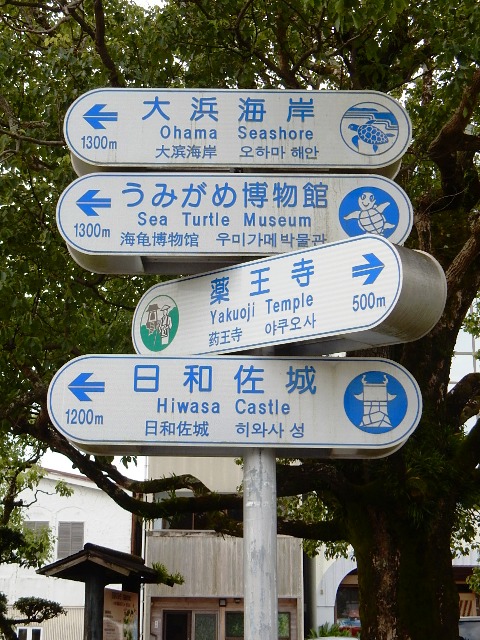 大浜海岸
1300m
Ohama Seashore
大滨海岸 오하마 해안
うみがめ博物館
1300m
Sea Turtle Museum
海龟博物馆 우미가메 박물관
薬王寺
Yakuoji Temple
500m
药王寺 야쿠오사
日和佐城
1200m
Hiwasa Castle
日和佐城 히와사 성